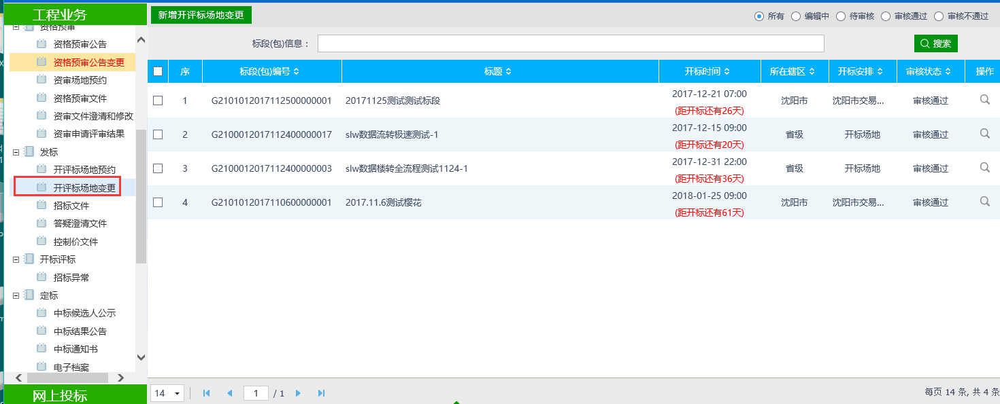 工程业务
资格预审
资格预审公告
资格预审公告变更
资审场地预约
资格预审文件
资审文件澄清和修改
资审申请评审结果
发标
开评标场地预约
开评标场地变更
招标文件
答疑澄清文件
控制价文件
开标评标
招标异常
定标
中标候选人公示
中标结果公告
中标通知书
电子档案
网上投标
新增开评标场地变更
所有 编辑中 待审核 审核通过 审核不通过
标段(包)信息： 搜索
序 标段(包)编号 标题 开标时间 所在辖区 开标安排 审核状态 操作
1 G2101012017112500000001 20171125测试测试标段 2017-12-21 07:00 沈阳市 沈阳市交易... 审核通过
(距开标还有26天)
2 G2100012017112400000017 slw数据流转极速测试-1 2017-12-15 09:00 省级 开标场地 审核通过
(距开标还有20天)
3 G2100012017112400000003 slw数据楼转全流程测试1124-1 2017-12-31 22:00 省级 开标场地 审核通过
(距开标还有36天)
4 G2101012017110600000001 2017.11.6测试樱花 2018-01-25 09:00 沈阳市 沈阳市交易... 审核通过
(距开标还有61天)
14 1 / 1 每页 14 条, 共 4 条